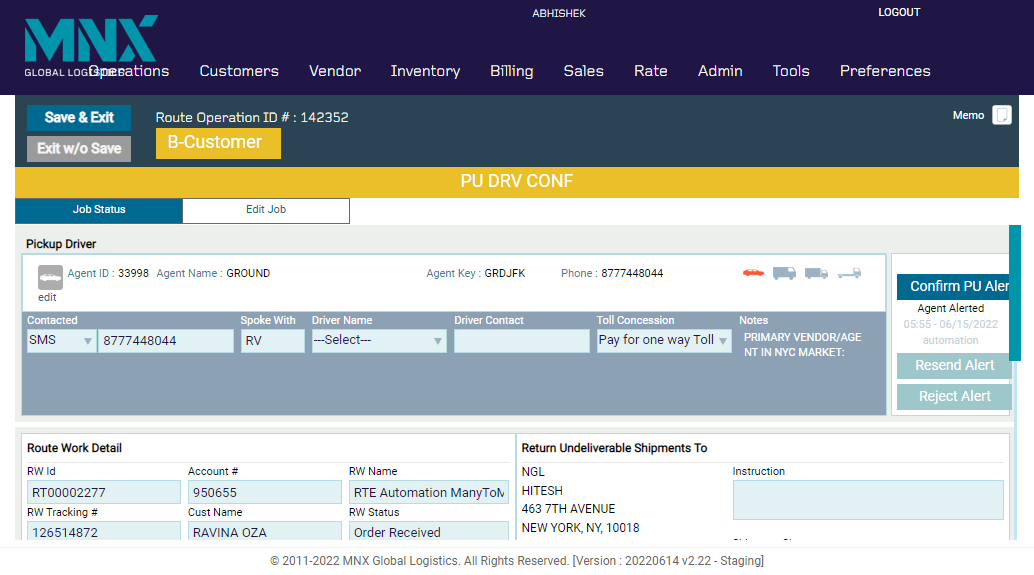 ABHISHEK
LOGOUT
MNX
GLOBAL LOGISTICS
Operations Customers Vendor Inventory Billing Sales Rate Admin Tools Preferences
Save & Exit
Route Operation ID # : 142352
Memo
Exit w/o Save
B-Customer
PU DRV CONF
Job Status
Edit Job
Pickup Driver
Agent ID : 33998 Agent Name : GROUND Agent Key : GRDJFK Phone : 8777448044
edit
Confirm PU Aler
Agent Alerted
05:55 - 06/15/2022
automation
Resend Alert
Reject Alert
Contacted Spoke With Driver Name Driver Contact Toll Concession Notes
SMS 8777448044 RV ---Select--- Pay for one way Toll
PRIMARY VENDOR/AGE
NT IN NYC MARKET:
Route Work Detail
RW Id Account # RW Name
RT00002277 950655 RTE Automation ManyToM
RW Tracking # Cust Name RW Status
126514872 RAVINA OZA Order Received
Return Undeliverable Shipments To
NGL
HITESH
463 7TH AVENUE
NEW YORK, NY, 10018
Instruction
© 2011-2022 MNX Global Logistics. All Rights Reserved. [Version : 20220614 v2.22 - Staging]